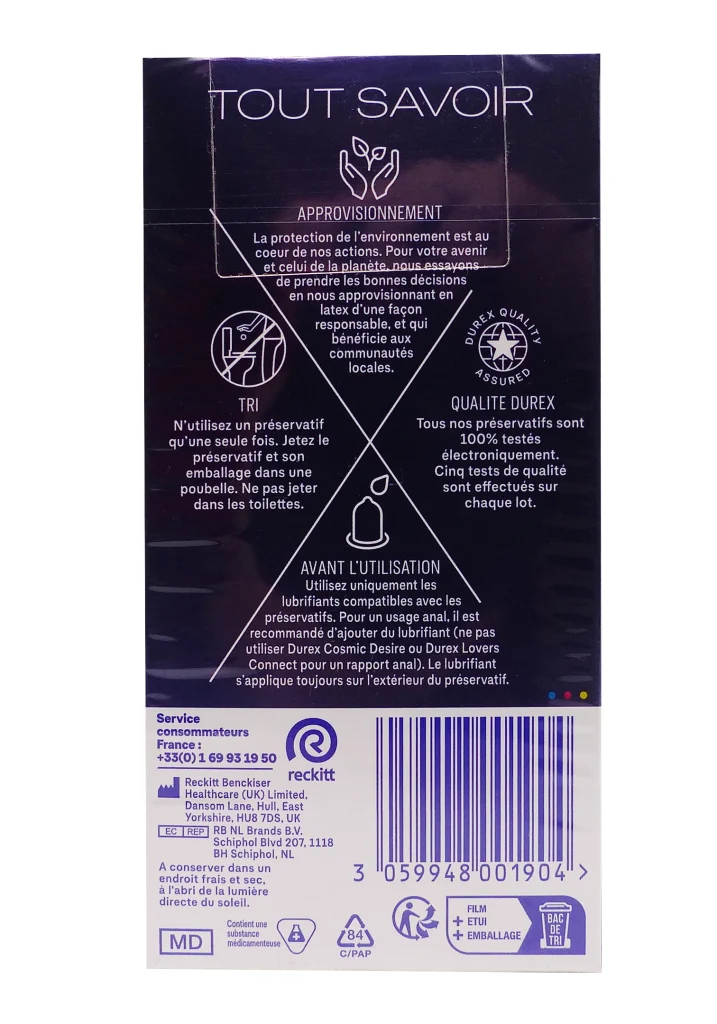 TOUT SAVOIR
APPROVISIONNEMENT
La protection de l'environnement est au
coeur de nos actions. Pour votre avenir
et celui de la planète, nous essayons
de prendre les bonnes décisions
en nous approvisionnant en
latex d'une façon
responsable, et qui
bénéficie aux
communautés
locales.
TRI
N'utilisez un préservatif
qu'une seule fois. Jetez le
préservatif et son
emballage dans une
poubelle. Ne pas jeter
dans les toilettes.
DUREX QUALITY
ASSURED
QUALITE DUREX
Tous nos préservatifs sont
100% testés
électroniquement.
Cinq tests de qualité
sont effectués sur
chaque lot.
AVANT L'UTILISATION
Utilisez uniquement les
lubrifiants compatibles avec les
préservatifs. Pour un usage anal, il est
recommandé d'ajouter du lubrifiant (ne pas
utiliser Durex Cosmic Desire ou Durex Lovers
Connect pour un rapport anal). Le lubrifiant
s'applique toujours sur l'extérieur du préservatif.
Service
consommateurs
France :
+33(0) 1 69 93 19 50
reckitt
Reckitt Benckiser
Healthcare (UK) Limited,
Dansom Lane, Hull, East
Yorkshire, HU8 7DS, UK
EC REP RB NL Brands B.V.
Schiphol Blvd 207, 1118
BH Schiphol, NL
A conserver dans un
endroit frais et sec,
à l'abri de la lumière
directe du soleil.
3 059948 001904 >
MD
Contient une
substance
médicamenteuse
84
C/PAP
FILM
+ ETUI
+ EMBALLAGE
BAC
DE
TRI